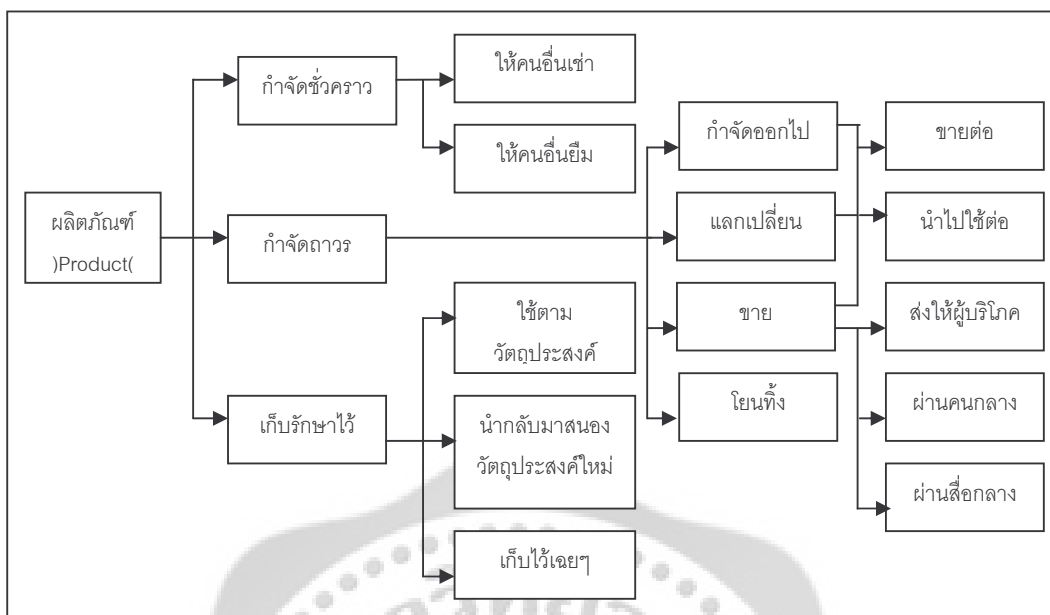 ผลิตภัณฑ์
)Product(
กำจัดชั่วคราว
ให้คนอื่นเช่า
ให้คนอื่นยืม
กำจัดถาวร
กำจัดออกไป
แลกเปลี่ยน
ขาย
โยนทิ้ง
ขายต่อ
นำไปใช้ต่อ
ส่งให้ผู้บริโภค
ผ่านคนกลาง
ผ่านสื่อกลาง
เก็บรักษาไว้
ใช้ตาม
วัตถุประสงค์
นำกลับมาสนอง
วัตถุประสงค์ใหม่
เก็บไว้เฉยๆ